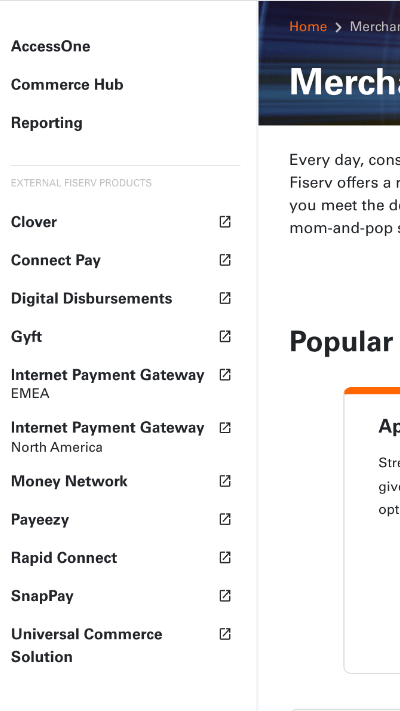 AccessOne
Commerce Hub
Reporting
EXTERNAL FISERV PRODUCTS
Clover
Connect Pay
Digital Disbursements
Gyft
Internet Payment Gateway
EMEA
Internet Payment Gateway
North America
Money Network
Payeezy
Rapid Connect
SnapPay
Universal Commerce
Solution
Home > Merchan
Mercha
Every day, cons
Fiserv offers a r
you meet the de
mom-and-pop s
Popular
Ap
Stre
give
opt